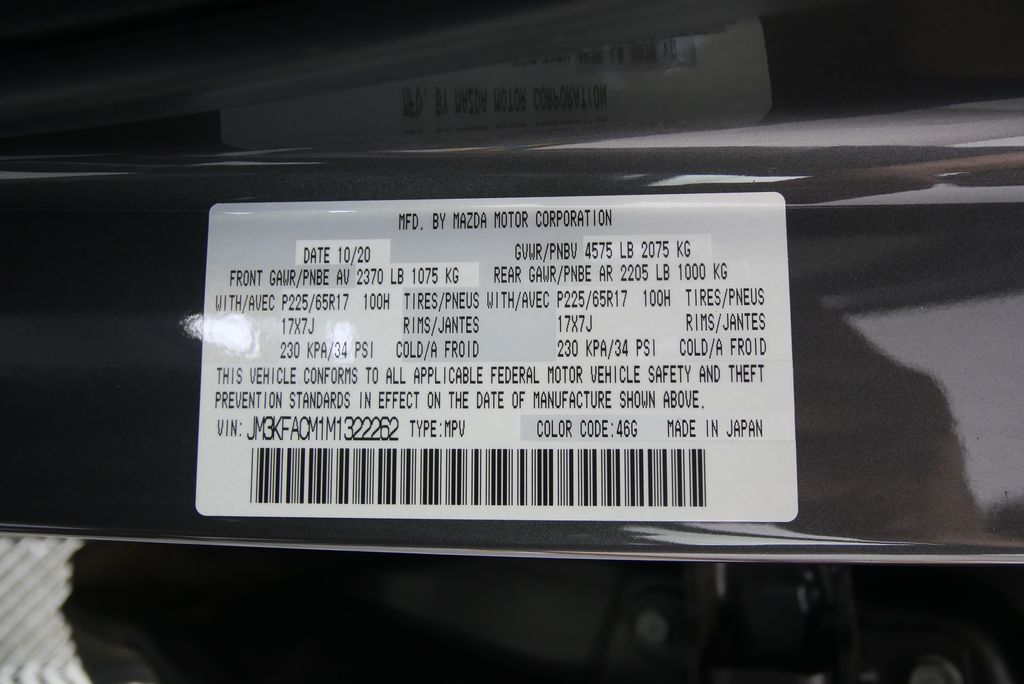 MFD. BY MAZDA MOTOR CORPORATION
DATE 10/20 GVWR/PNBV 4575 LB 2075 KG
FRONT GAWR/PNBE AV 2370 LB 1075 KG REAR GAWR/PNBE AR 2205 LB 1000 KG
WITH/AVEC P225/65R17 100H TIRES/PNEUS WITH/AVEC P225/65R17 100H TIRES/PNEUS
17X7J RIMS/JANTES 17X7J RIMS/JANTES
230 KPA/34 PSI COLD/A FROID 230 KPA/34 PSI COLD/A FROID
THIS VEHICLE CONFORMS TO ALL APPLICABLE FEDERAL MOTOR VEHICLE SAFETY AND THEFT
PREVENTION STANDARDS IN EFFECT ON THE DATE OF MANUFACTURE SHOWN ABOVE.
VIN: JM3KFACM1M1322262 TYPE:MPV COLOR CODE:46G MADE IN JAPAN